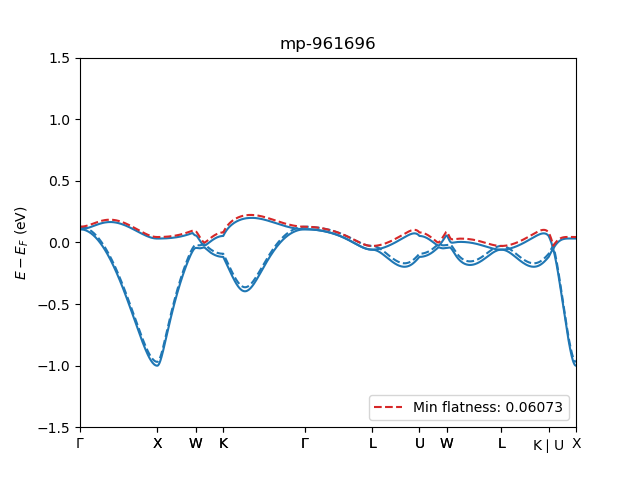 mp-961696
1.5
1.0
0.5
0.0
−0.5
−1.0
−1.5
E − E_F (eV)
Min flatness: 0.06073
Γ X W K Γ L U W L K | U X